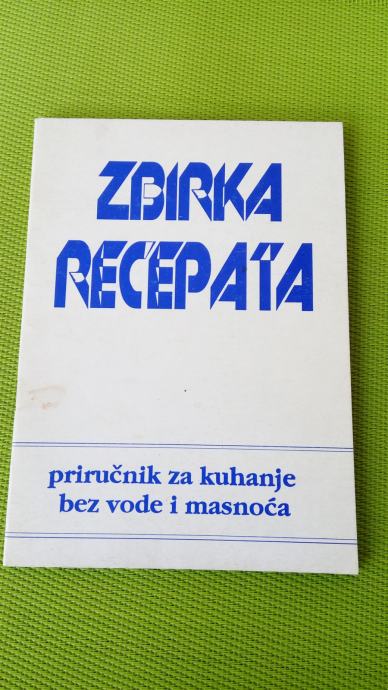 ZBIRKA
RECEPATA
priručnik za kuhanje
bez vode i masnoća